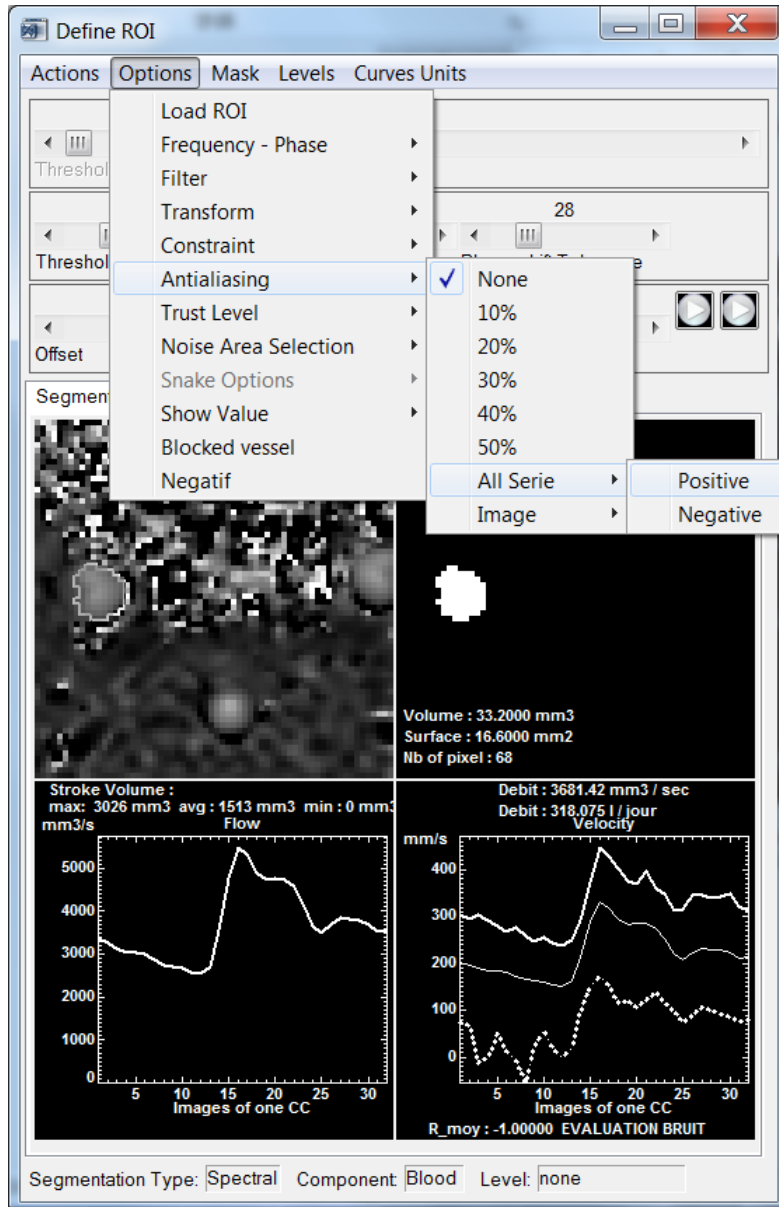 Define ROI
Actions Options Mask Levels Curves Units
Load ROI
Frequency - Phase
Filter
Transform
Constraint
Antialiasing
Trust Level
Noise Area Selection
Snake Options
Show Value
Blocked vessel
Negatif
None
10%
20%
30%
40%
50%
All Serie
Image
Positive
Negative
Threshol
28
Threshol
Offset
Segmen
Volume : 33.2000 mm3
Surface : 16.6000 mm2
Nb of pixel : 68
Stroke Volume :
max: 3026 mm3 avg : 1513 mm3 min : 0 mm3
mm3/s Flow
5000
4000
3000
2000
1000
0
5 10 15 20 25 30
Images of one CC
Debit : 3681.42 mm3 / sec
Debit : 318.075 l / jour
mm/s Velocity
400
300
200
100
0
5 10 15 20 25 30
Images of one CC
R_moy : -1.00000 EVALUATION BRUIT
Segmentation Type: Spectral Component: Blood Level: none